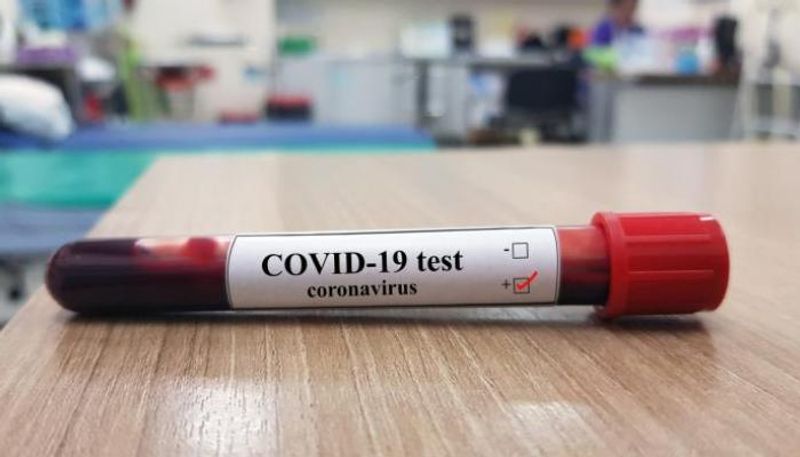 COVID-19 test
coronavirus
-
+